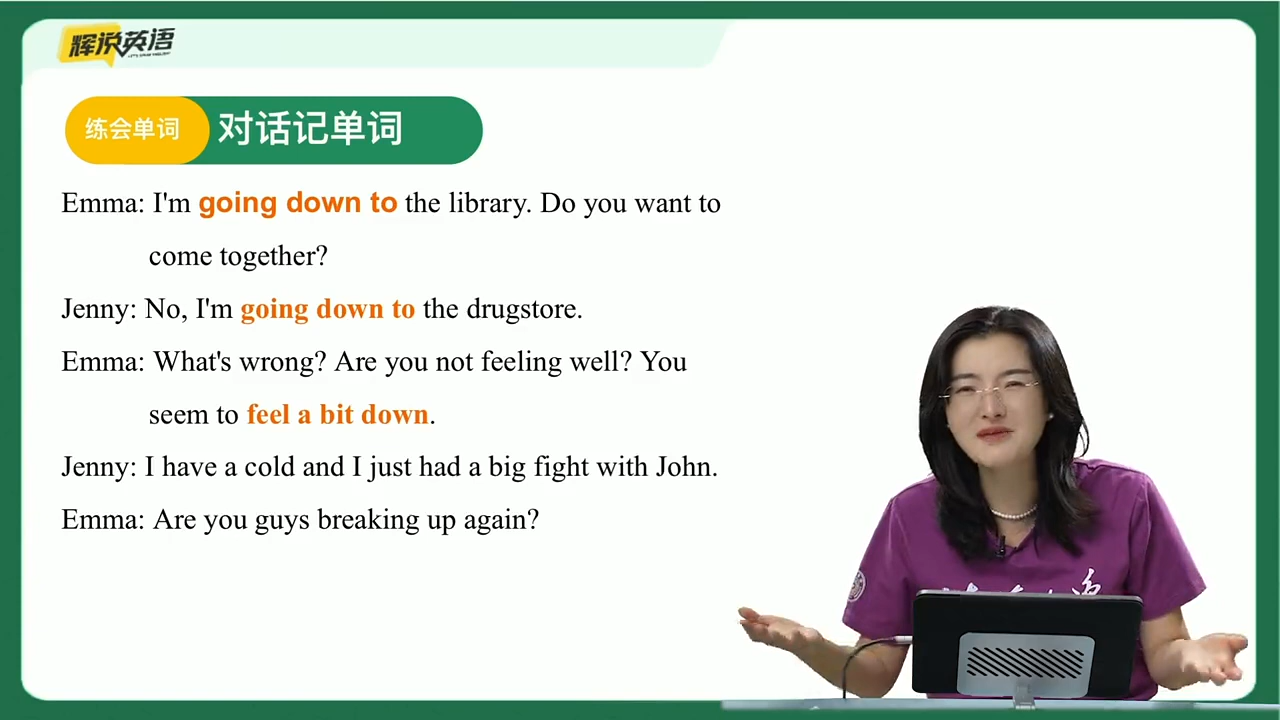 辉说英语
练会单词 对话记单词
Emma: I'm going down to the library. Do you want to
come together?
Jenny: No, I'm going down to the drugstore.
Emma: What's wrong? Are you not feeling well? You
seem to feel a bit down.
Jenny: I have a cold and I just had a big fight with John.
Emma: Are you guys breaking up again?